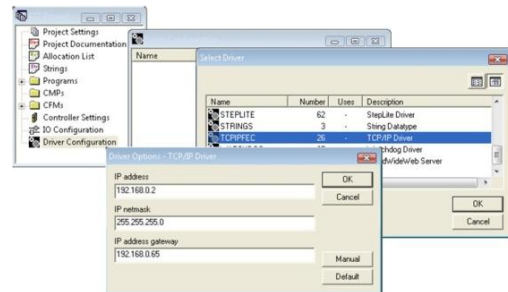 Project Settings
Project Documentation
Allocation List
Strings
Programs
CMPs
CFMs
Controller Settings
IO Configuration
Driver Configuration
Name
Select Driver
Name Number Uses Description
STEPLITE 62 - StepLite Driver
STRINGS 3 - String Datatype
TCPIPFEC 26 - TCP/IP Driver
tchdog Driver
dWideWeb Server
OK
Cancel
Driver Options - TCP/IP Driver
IP address
192.168.0.2
IP netmask
255.255.255.0
IP address gateway
192.168.0.65
OK
Cancel
Manual
Default